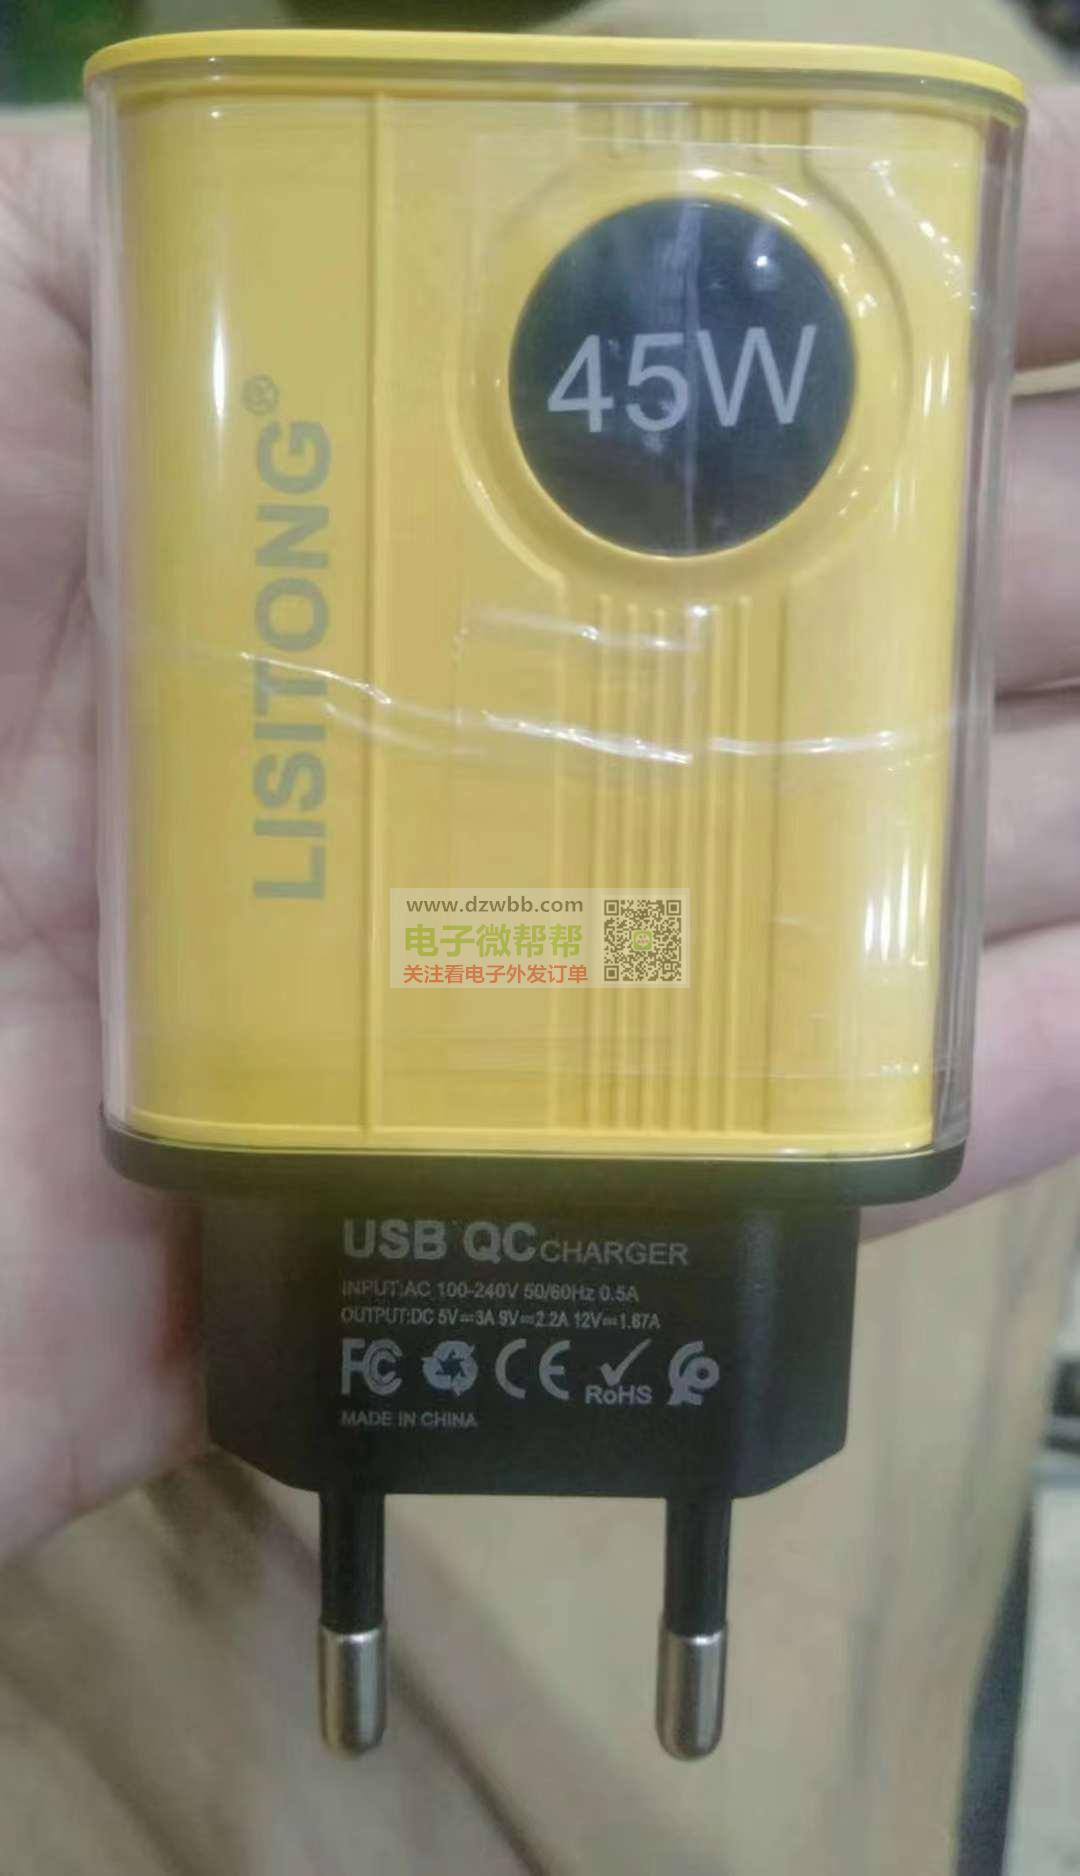 45W
LISITONG®
www.dzwbb.com
电子微帮帮
关注看电子外发订单
USB QC CHARGER
INPUT:AC 100-240V 50/60Hz 0.5A
OUTPUT:DC 5V⎓3A 9V⎓2.2A 12V⎓1.67A
FC CE RoHS
MADE IN CHINA